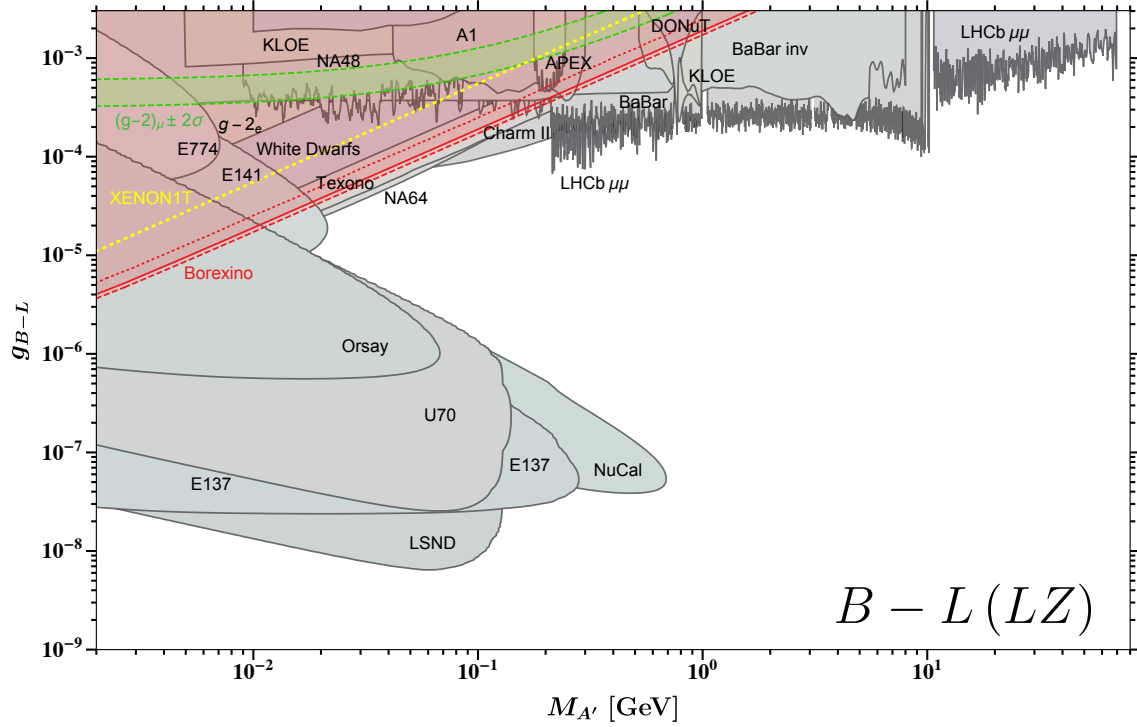 KLOE
A1
DONuT
LHCb μμ
NA48
APEX
BaBar inv
KLOE
BaBar
(g−2)μ ± 2σ
g − 2e
Charm II
E774
White Dwarfs
E141
Texono
LHCb μμ
XENON1T
NA64
Borexino
Orsay
U70
E137
NuCal
E137
LSND
B − L (LZ)
10⁻³
10⁻⁴
10⁻⁵
10⁻⁶
10⁻⁷
10⁻⁸
10⁻⁹
g_{B−L}
10⁻²
10⁻¹
10⁰
10¹
M_{A′} [GeV]